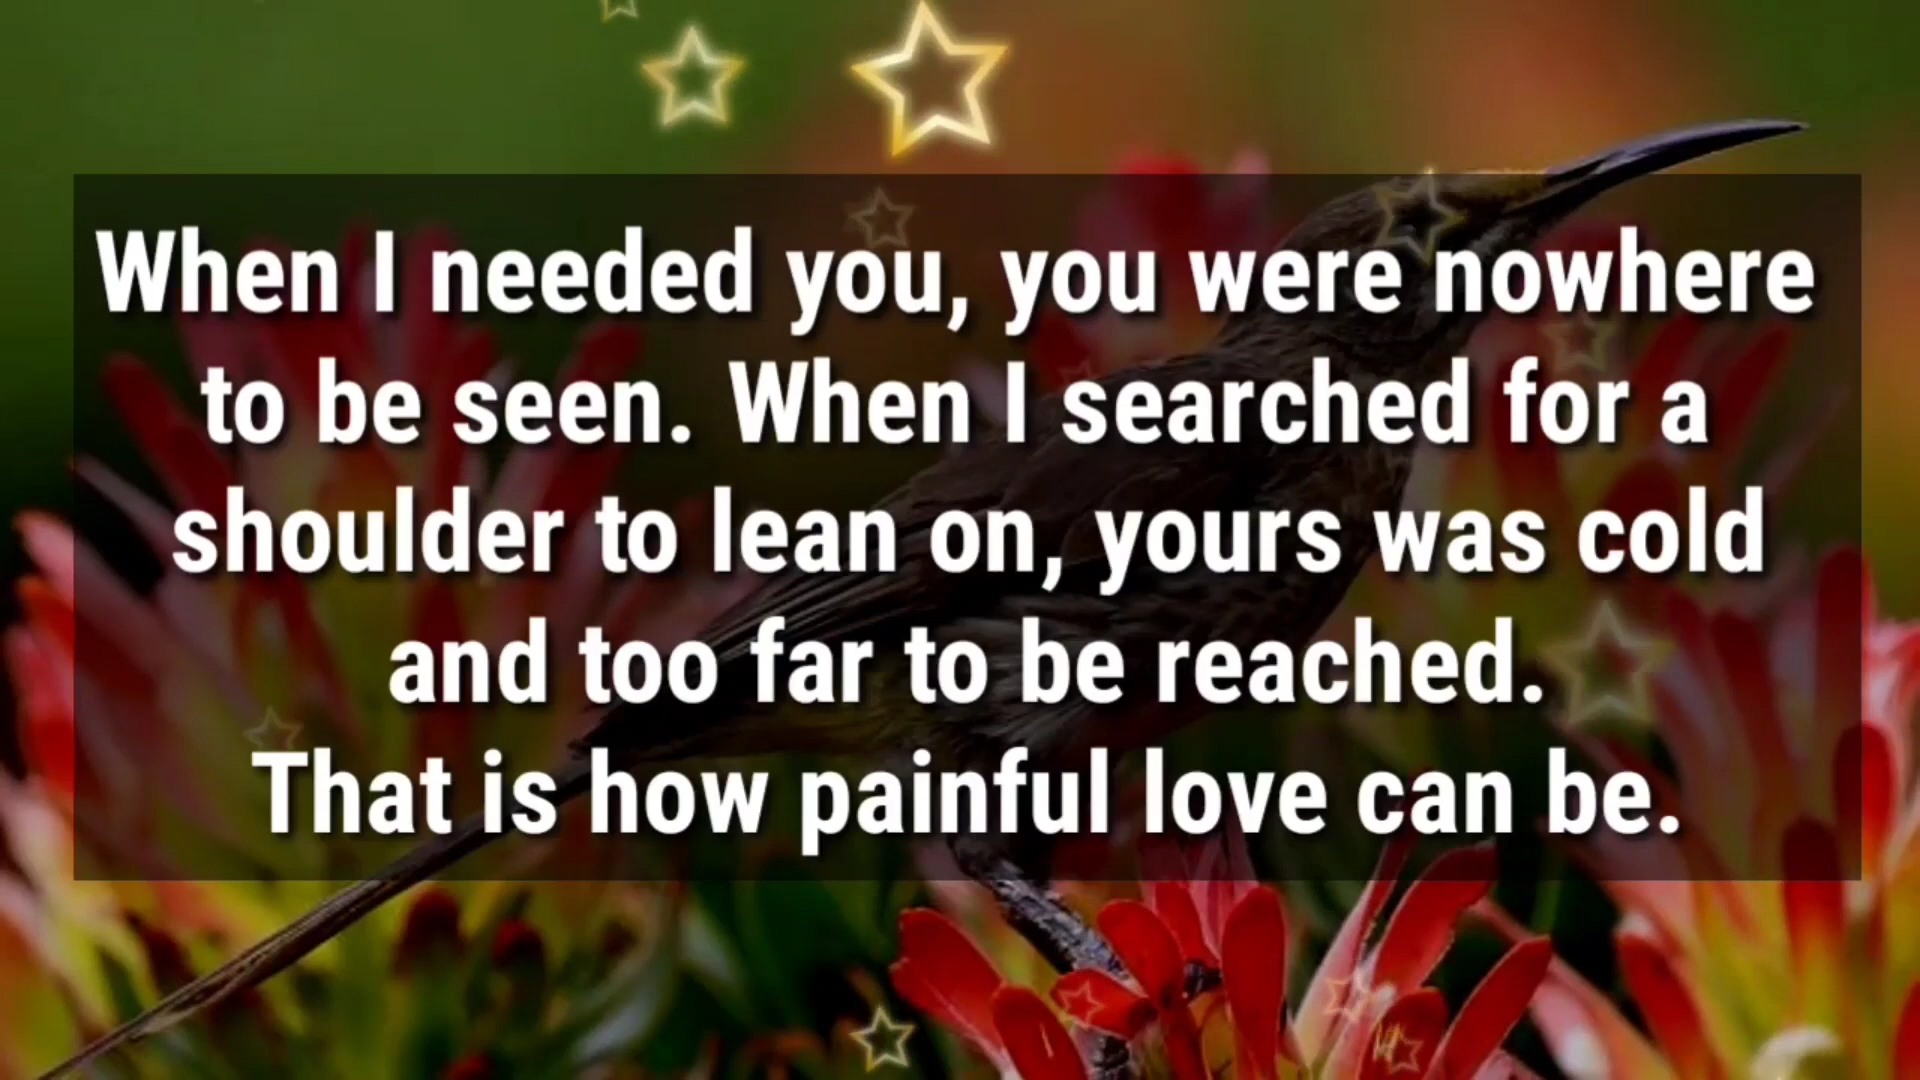 When I needed you, you were nowhere
to be seen. When I searched for a
shoulder to lean on, yours was cold
and too far to be reached.
That is how painful love can be.